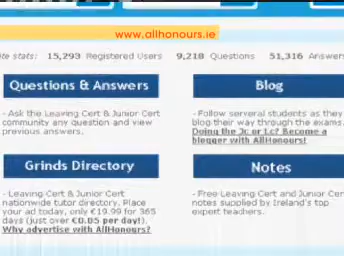 www.allhonours.ie
ite stats: 15,293 Registered Users 9,218 Questions 51,316 Answers
Questions & Answers
- Ask the Leaving Cert & Junior Cert
community any question and view
previous answers.
Blog
- Follow serveral students as they
blog their way through the exams.
Doing the Jc or Lc? Become a
blogger with AllHonours!
Grinds Directory
- Leaving Cert & Junior Cert
nationwide tutor directory. Place
your ad today, only €19.99 for 365
days (just over €0.05 per day!).
Why advertise with AllHonours?
Notes
- Free Leaving Cert and Junior Cer
notes supplied by Ireland's top
expert teachers.